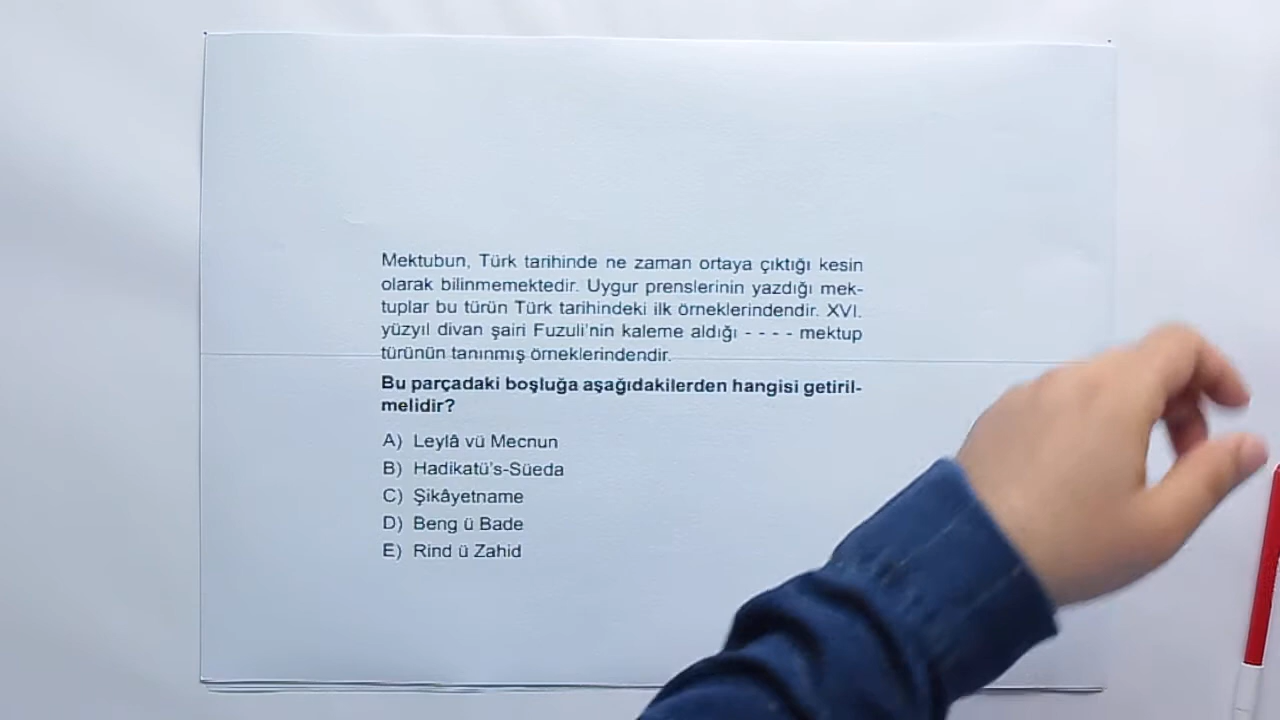 Mektubun, Türk tarihinde ne zaman ortaya çıktığı kesin
olarak bilinmemektedir. Uygur prenslerinin yazdığı mek-
tuplar bu türün Türk tarihindeki ilk örneklerindendir. XVI.
yüzyıl divan şairi Fuzuli'nin kaleme aldığı - - - - mektup
türünün tanınmış örneklerindendir.
Bu parçadaki boşluğa aşağıdakilerden hangisi getiril-
melidir?
A) Leylâ vü Mecnun
B) Hadikatü's-Süeda
C) Şikâyetname
D) Beng ü Bade
E) Rind ü Zahid